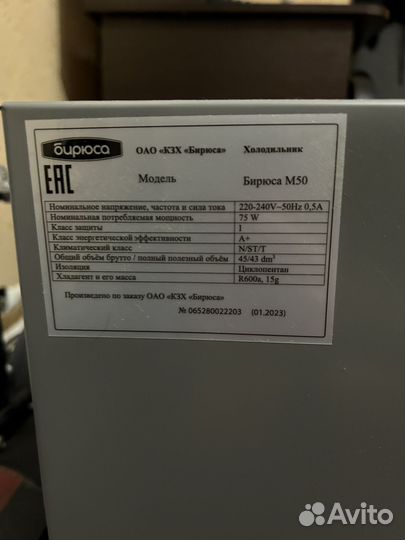 бирюса ОАО «КЗХ «Бирюса» Холодильник
EAC Модель Бирюса М50
Номинальное напряжение, частота и сила тока 220-240V~50Hz 0,5A
Номинальная потребляемая мощность 75 W
Класс защиты I
Класс энергетической эффективности A+
Климатический класс N/ST/T
Общий объём брутто / полный полезный объём 45/43 dm³
Изоляция Циклопентан
Хладагент и его масса R600a, 15g
Произведено по заказу ОАО «КЗХ «Бирюса»
№ 065280022203 (01.2023)
Avito